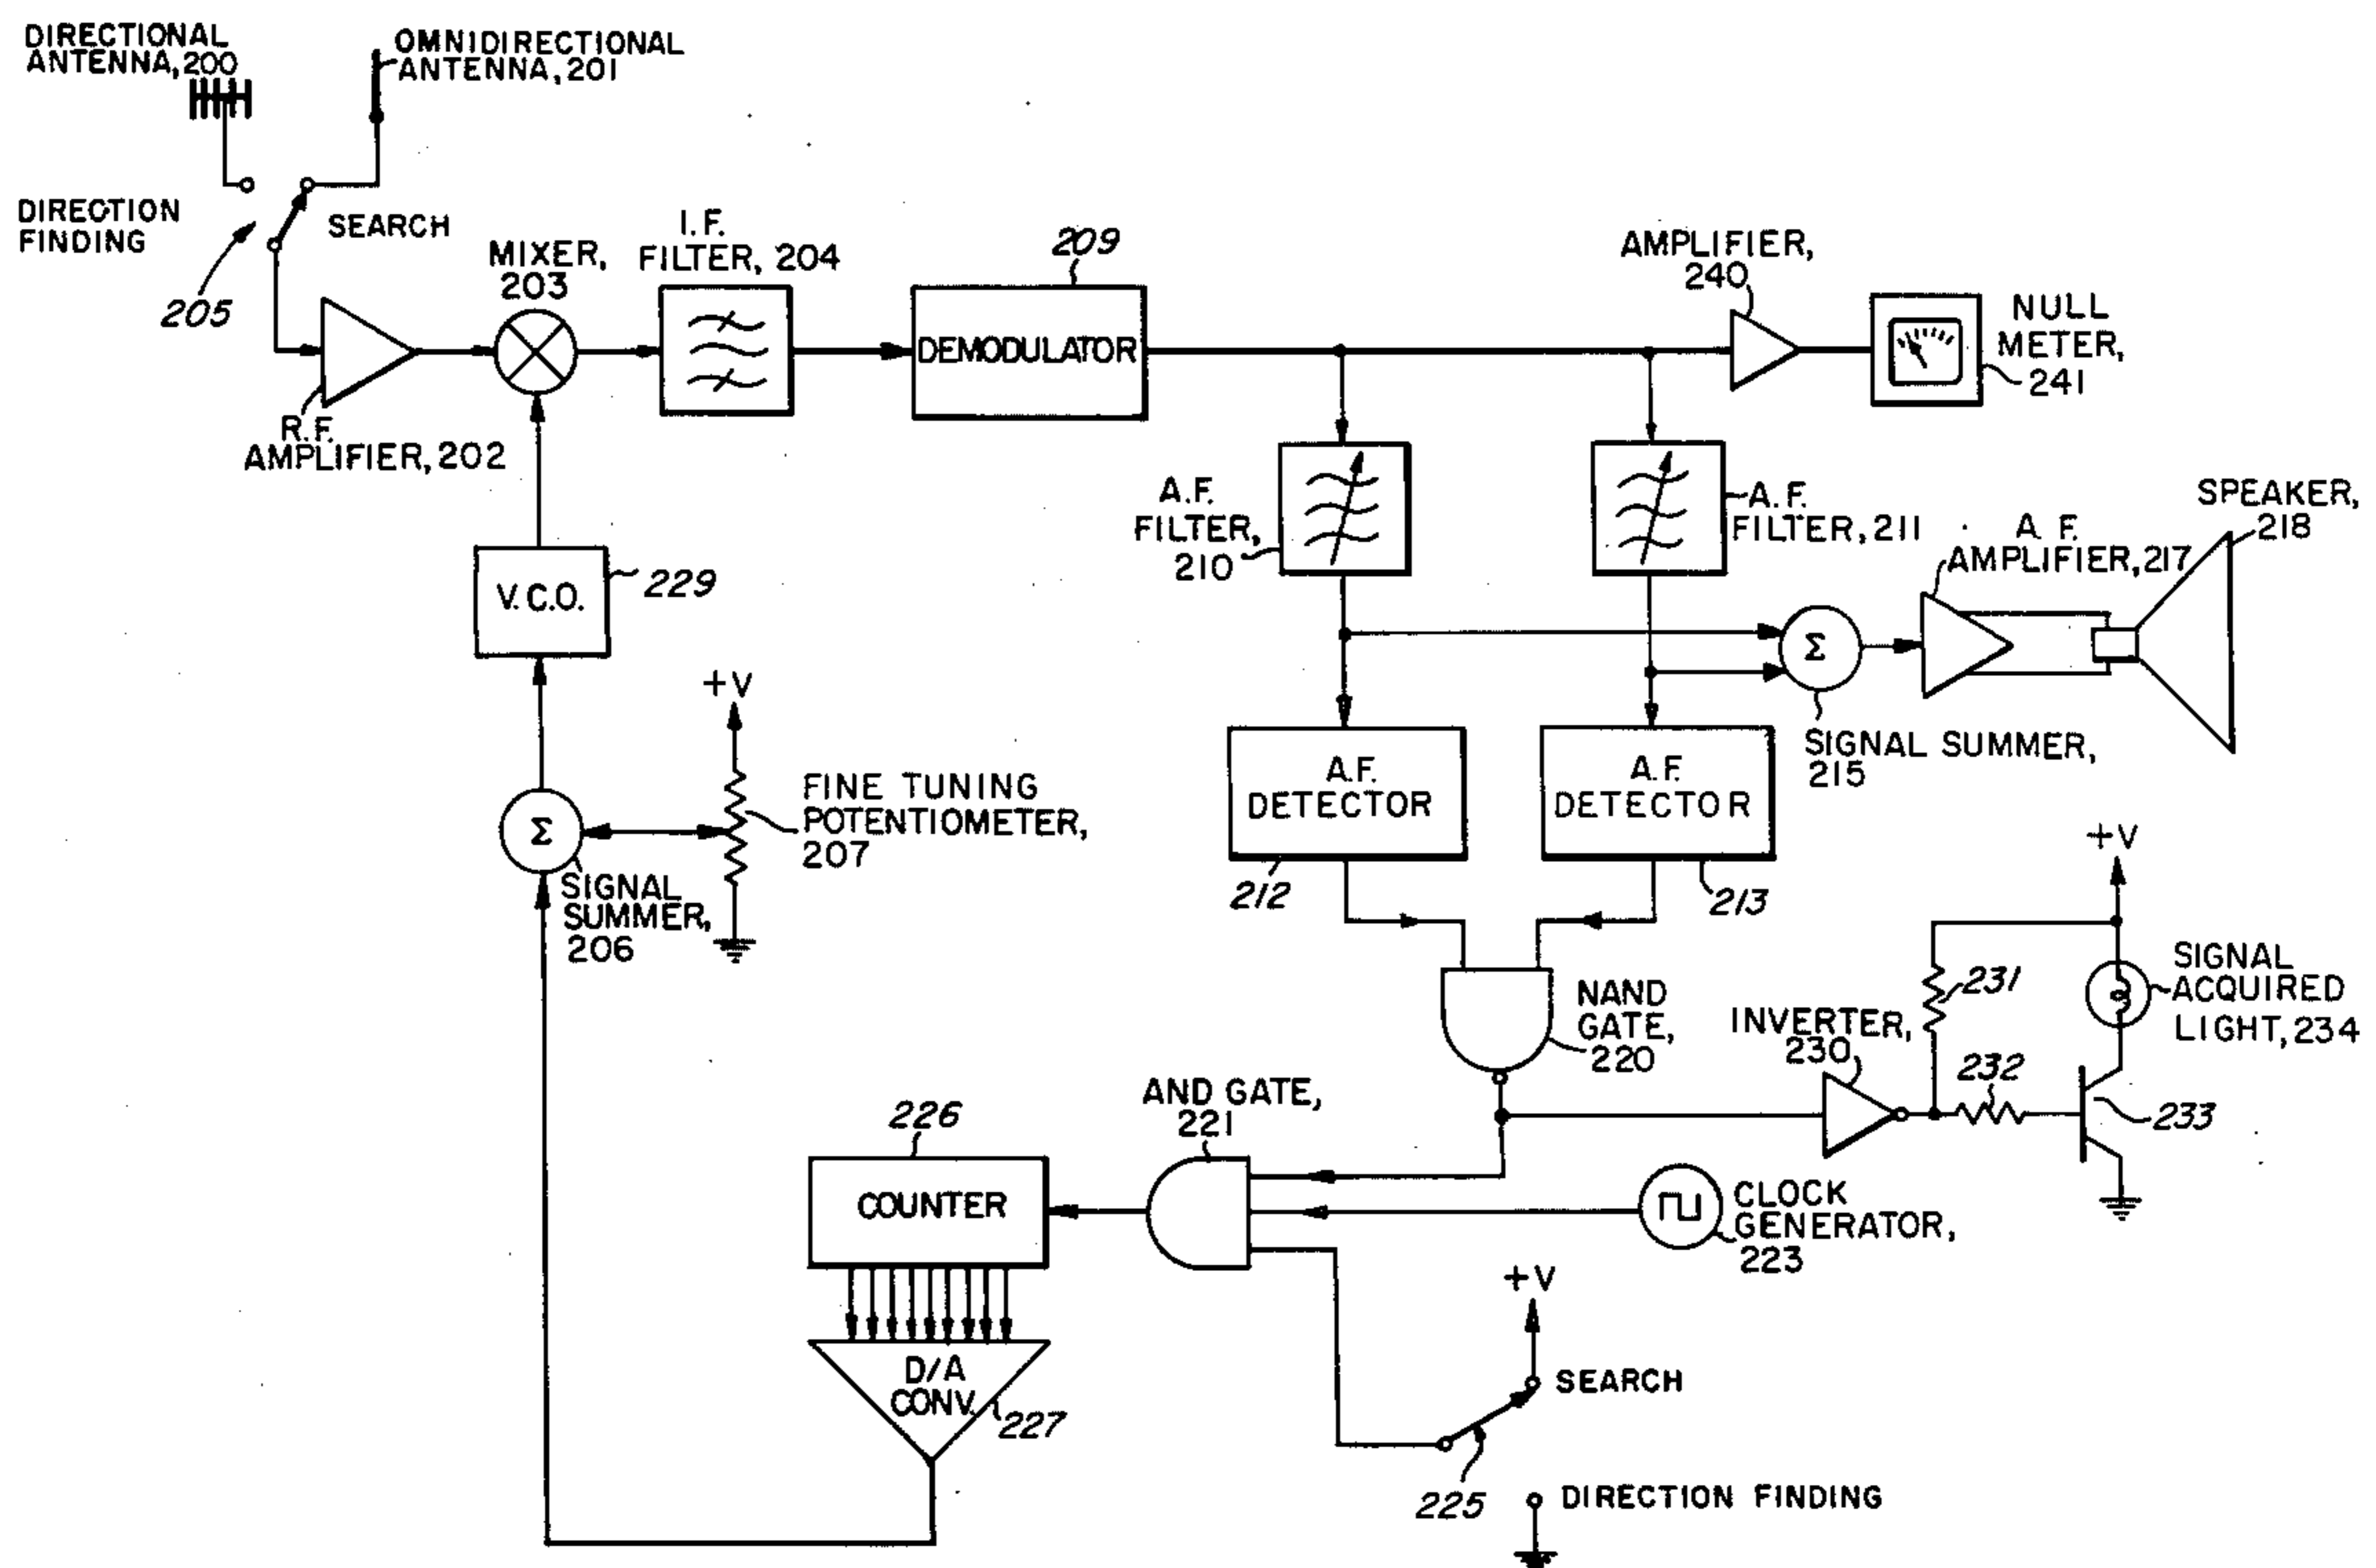 DIRECTIONAL
ANTENNA, 200
OMNIDIRECTIONAL
ANTENNA, 201
DIRECTION
FINDING
SEARCH
205
R.F.
AMPLIFIER, 202
MIXER,
203
I.F.
FILTER, 204
209
DEMODULATOR
AMPLIFIER,
240
NULL
METER,
241
A.F.
FILTER,
210
A.F.
FILTER, 211
A.F.
AMPLIFIER, 217
SPEAKER,
218
V.C.O.
229
+V
Σ
SIGNAL SUMMER,
215
FINE TUNING
POTENTIOMETER,
207
Σ
SIGNAL
SUMMER,
206
A.F.
DETECTOR
212
A.F.
DETECTOR
213
+V
231
SIGNAL
ACQUIRED
LIGHT, 234
NAND
GATE,
220
INVERTER,
230
232
233
AND GATE,
221
226
COUNTER
CLOCK
GENERATOR,
223
D/A
CONV.
227
+V
SEARCH
225
DIRECTION FINDING